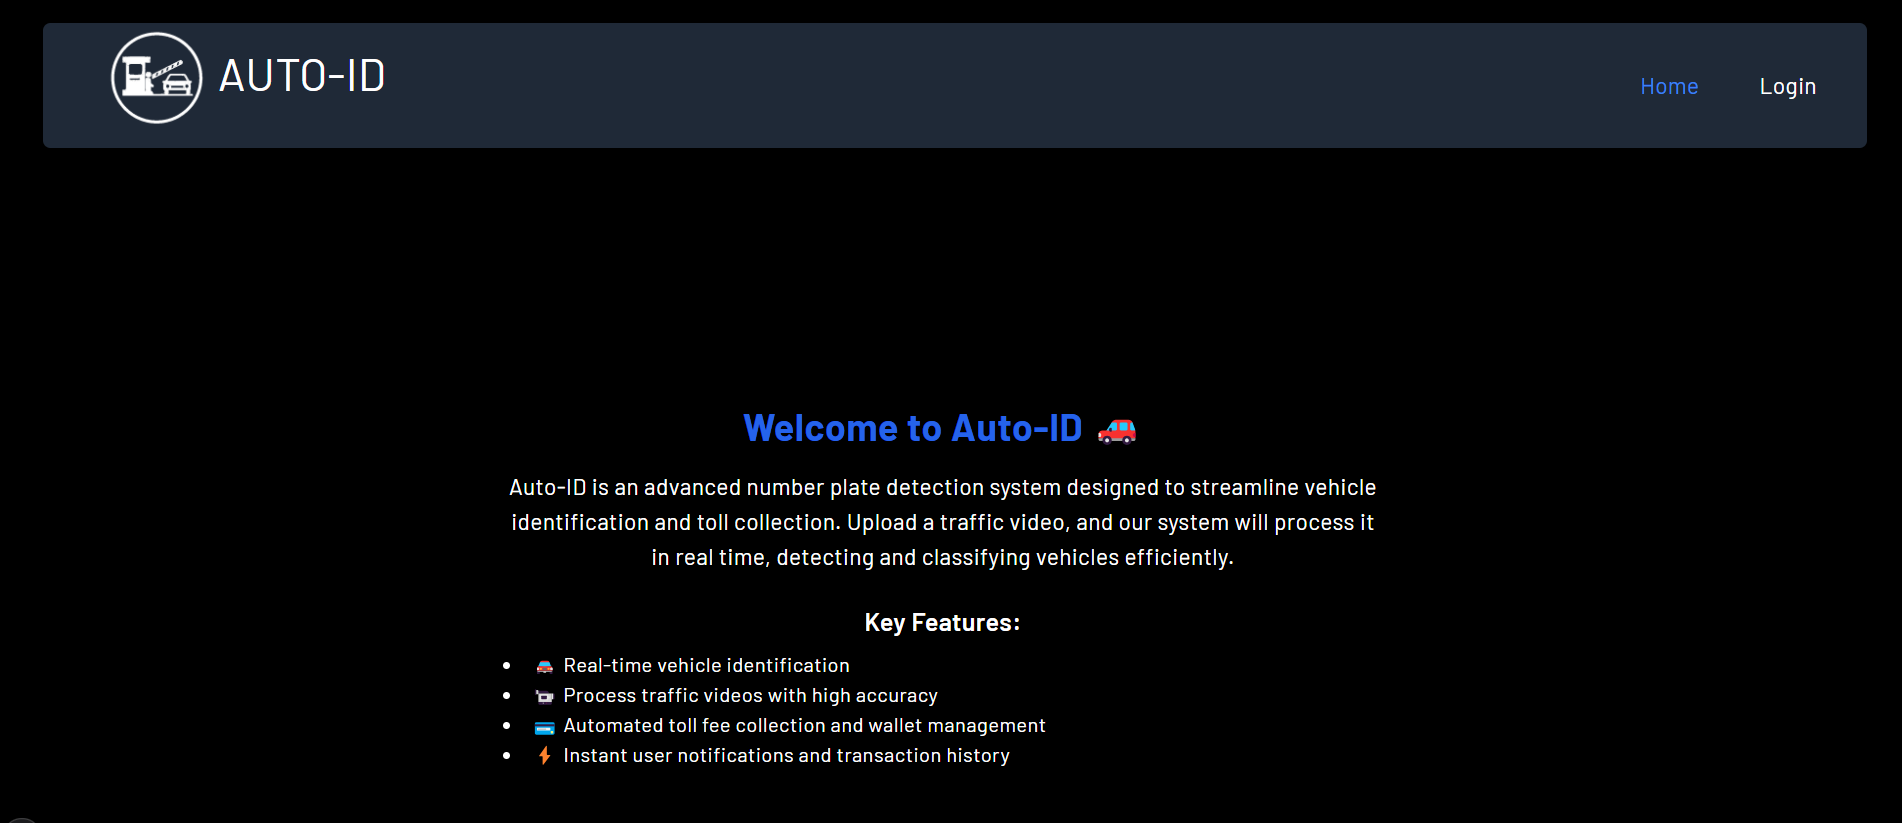 AUTO-ID
Home
Login
Welcome to Auto-ID 🚗
Auto-ID is an advanced number plate detection system designed to streamline vehicle
identification and toll collection. Upload a traffic video, and our system will process it
in real time, detecting and classifying vehicles efficiently.
Key Features:
• 🚘 Real-time vehicle identification
• 📹 Process traffic videos with high accuracy
• 💳 Automated toll fee collection and wallet management
• ⚡ Instant user notifications and transaction history